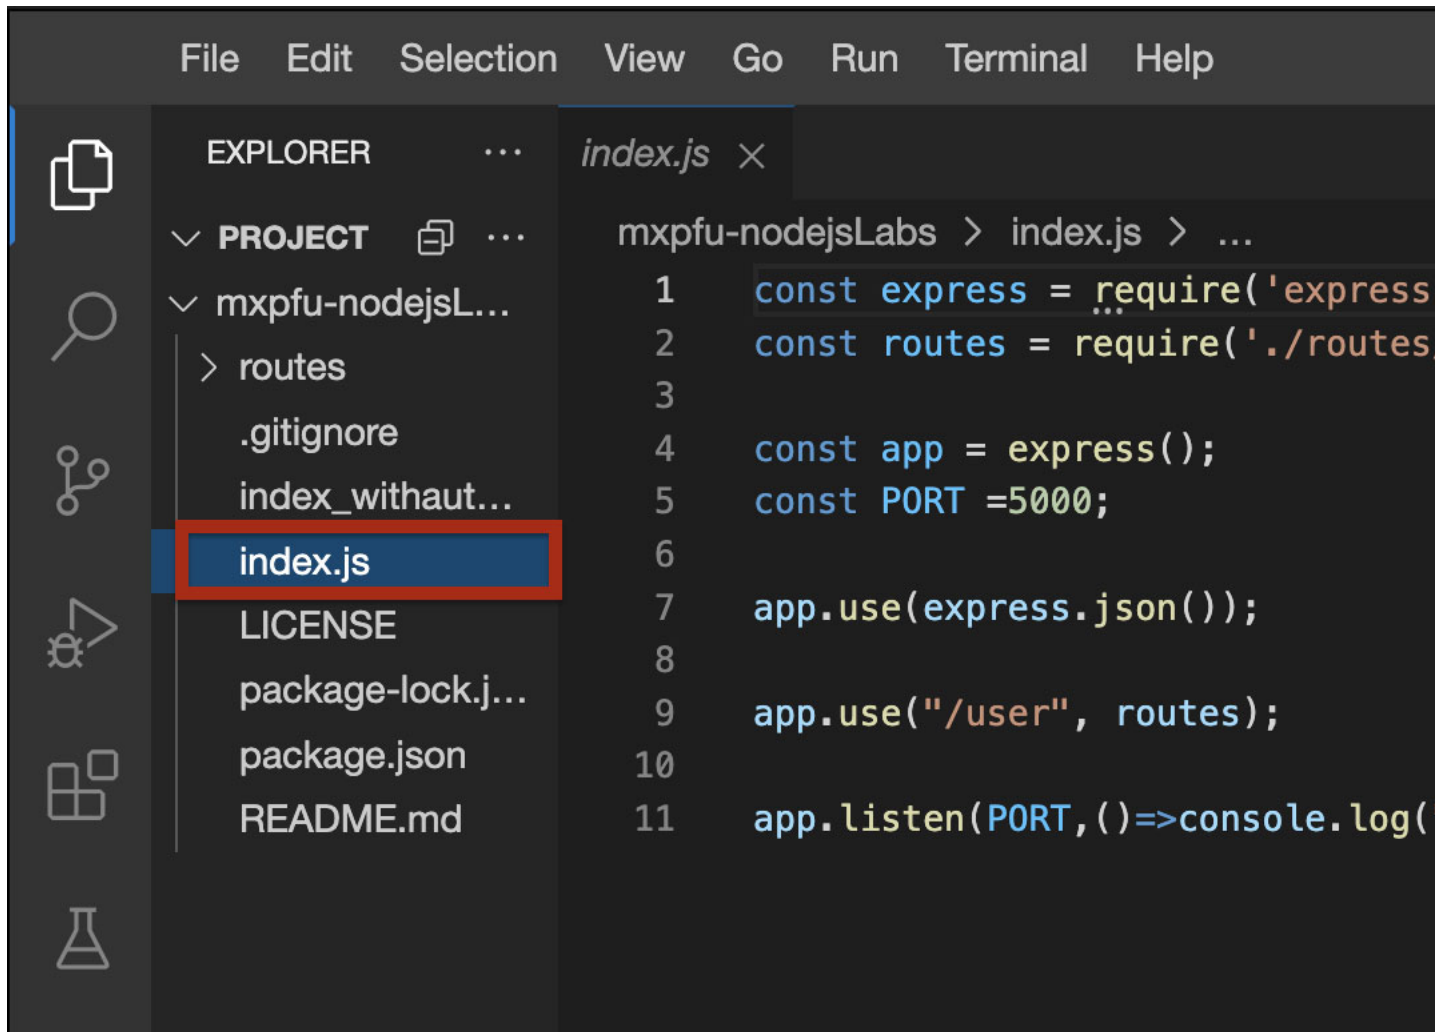 File Edit Selection View Go Run Terminal Help
EXPLORER ...
PROJECT ...
mxpfu-nodejsL...
routes
.gitignore
index_withaut...
index.js
LICENSE
package-lock.j...
package.json
README.md
index.js
mxpfu-nodejsLabs > index.js > ...
1 const express = require('express
2 const routes = require('./routes
3
4 const app = express();
5 const PORT =5000;
6
7 app.use(express.json());
8
9 app.use("/user", routes);
10
11 app.listen(PORT,()=>console.log(